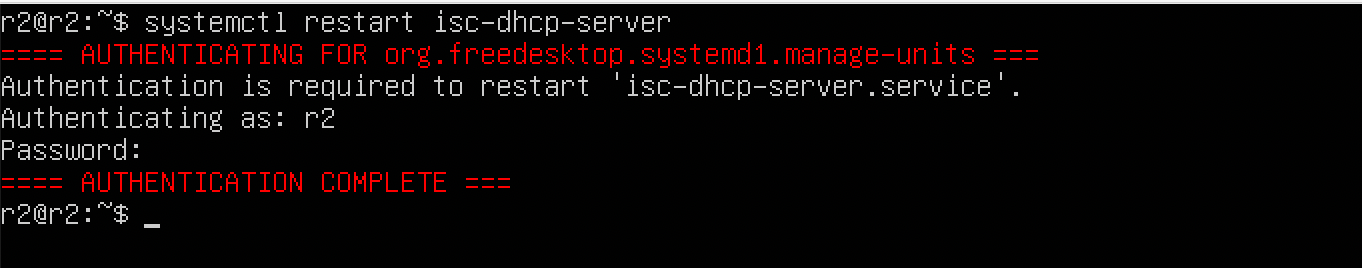 r2@r2:~$ systemctl restart isc-dhcp-server
==== AUTHENTICATING FOR org.freedesktop.systemd1.manage-units ===
Authentication is required to restart 'isc-dhcp-server.service'.
Authenticating as: r2
Password:
==== AUTHENTICATION COMPLETE ===
r2@r2:~$ _